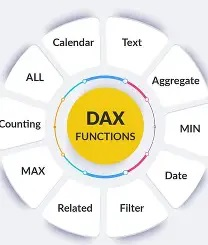 Calendar
Text
ALL
Aggregate
Counting
DAX
FUNCTIONS
MIN
MAX
Date
Related
Filter